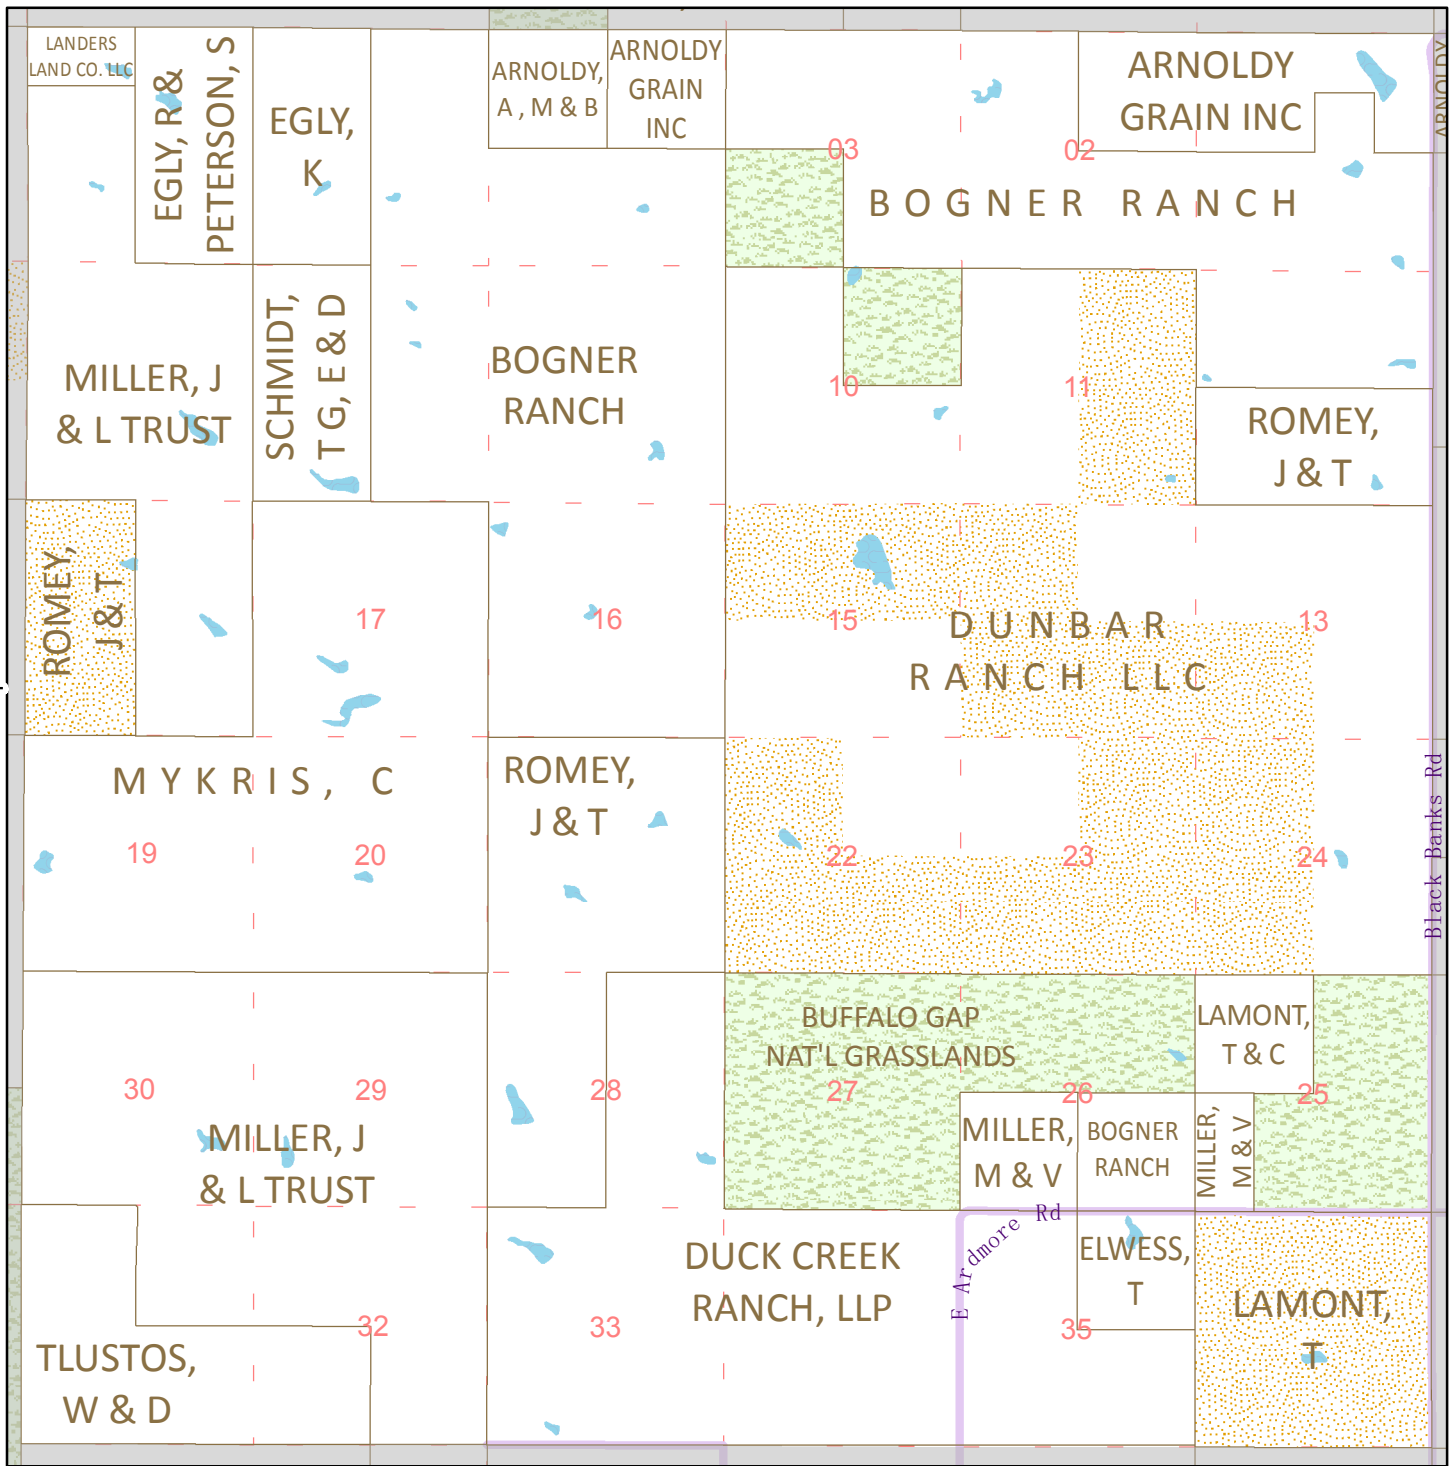 LANDERS
LAND CO. LLC
EGLY, R &
PETERSON, S
EGLY,
K
ARNOLDY,
A , M & B
ARNOLDY
GRAIN
INC
ARNOLDY
GRAIN INC
ARNOLDY
03
02
BOGNER RANCH
MILLER, J
& L TRUST
SCHMIDT,
T G, E & D
BOGNER
RANCH
10
11
ROMEY,
J & T
ROMEY,
J & T
17
16
15
13
DUNBAR
RANCH LLC
MYKRIS, C
ROMEY,
J & T
19
20
22
23
24
Black Banks Rd
BUFFALO GAP
NAT'L GRASSLANDS
LAMONT,
T & C
30
29
28
27
26
25
MILLER, J
& L TRUST
MILLER,
M & V
BOGNER
RANCH
MILLER,
M & V
E Ardmore Rd
DUCK CREEK
RANCH, LLP
ELWESS,
T
LAMONT,
T
32
33
35
TLUSTOS,
W & D